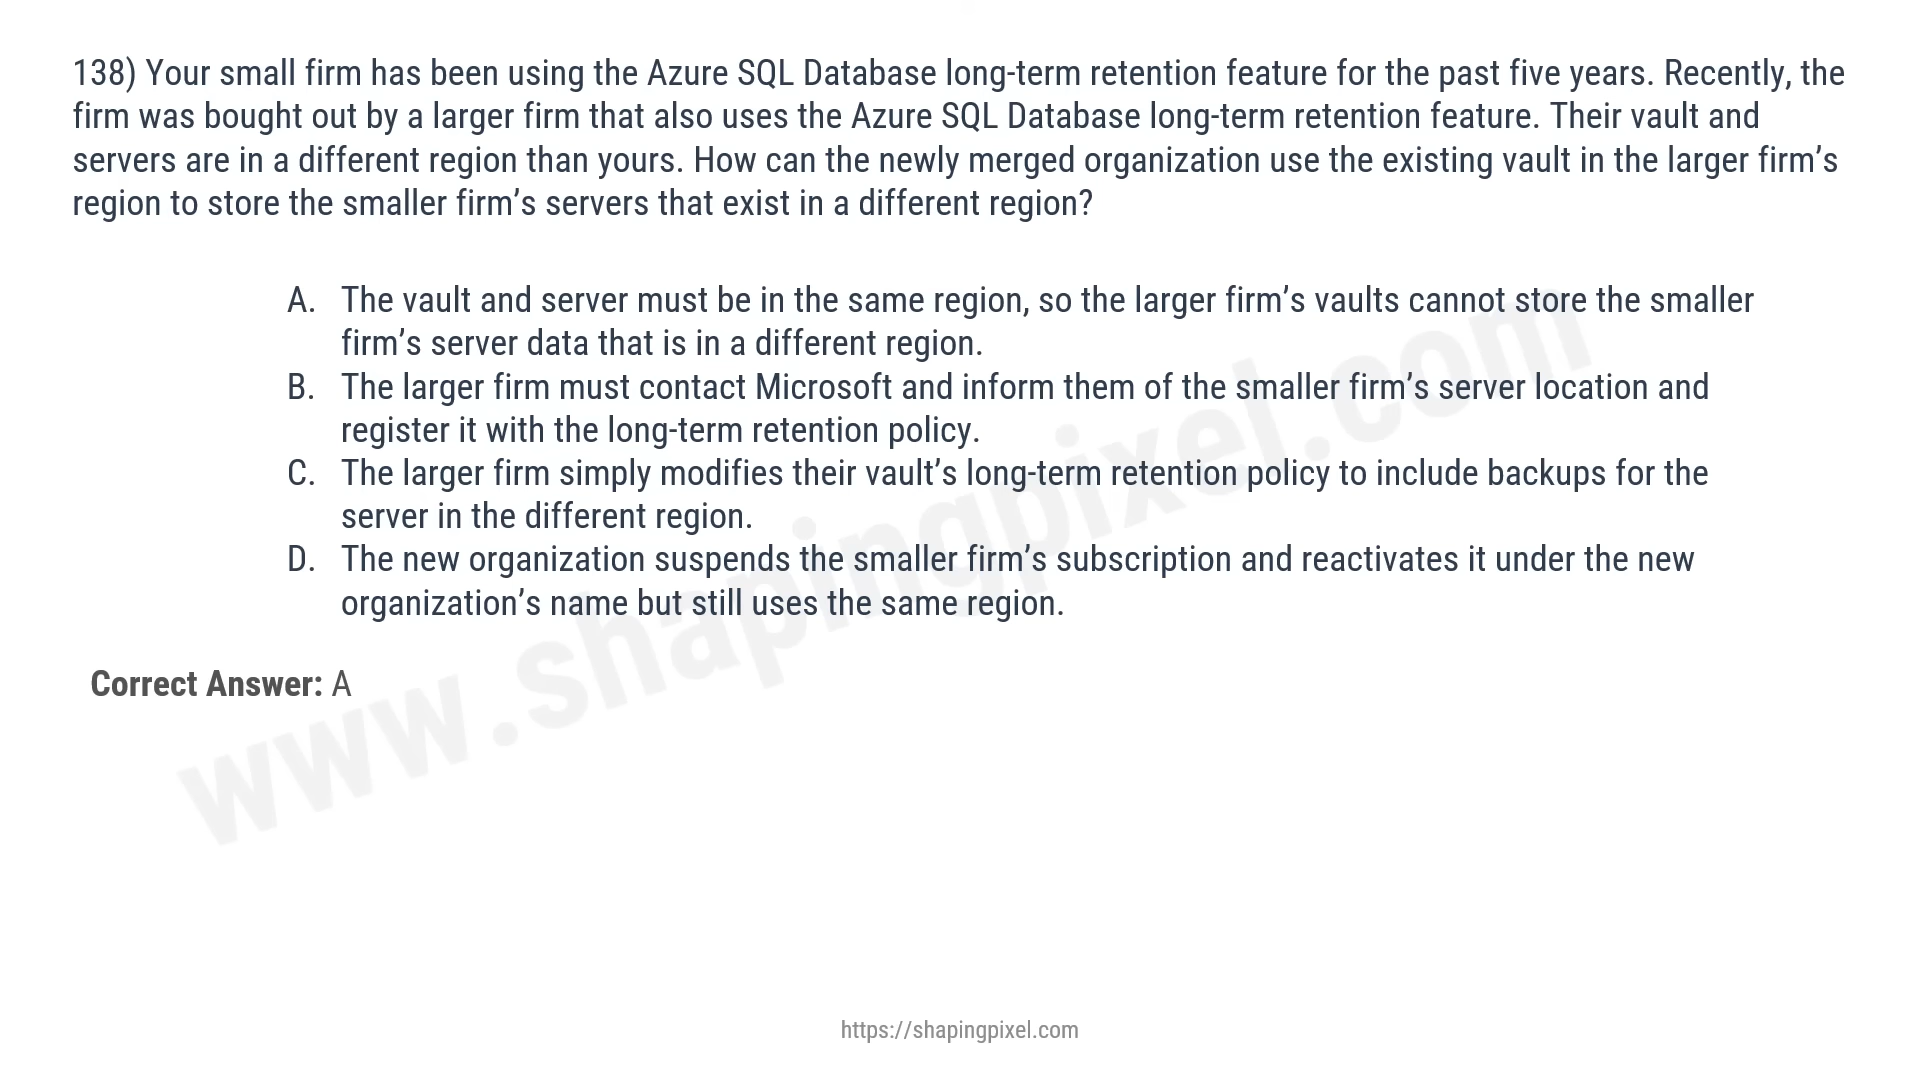 138) Your small firm has been using the Azure SQL Database long-term retention feature for the past five years. Recently, the
firm was bought out by a larger firm that also uses the Azure SQL Database long-term retention feature. Their vault and
servers are in a different region than yours. How can the newly merged organization use the existing vault in the larger firm’s
region to store the smaller firm’s servers that exist in a different region?
A. The vault and server must be in the same region, so the larger firm’s vaults cannot store the smaller
firm’s server data that is in a different region.
B. The larger firm must contact Microsoft and inform them of the smaller firm’s server location and
register it with the long-term retention policy.
C. The larger firm simply modifies their vault’s long-term retention policy to include backups for the
server in the different region.
D. The new organization suspends the smaller firm’s subscription and reactivates it under the new
organization’s name but still uses the same region.
Correct Answer: A
www.shapingpixel.com
https://shapingpixel.com